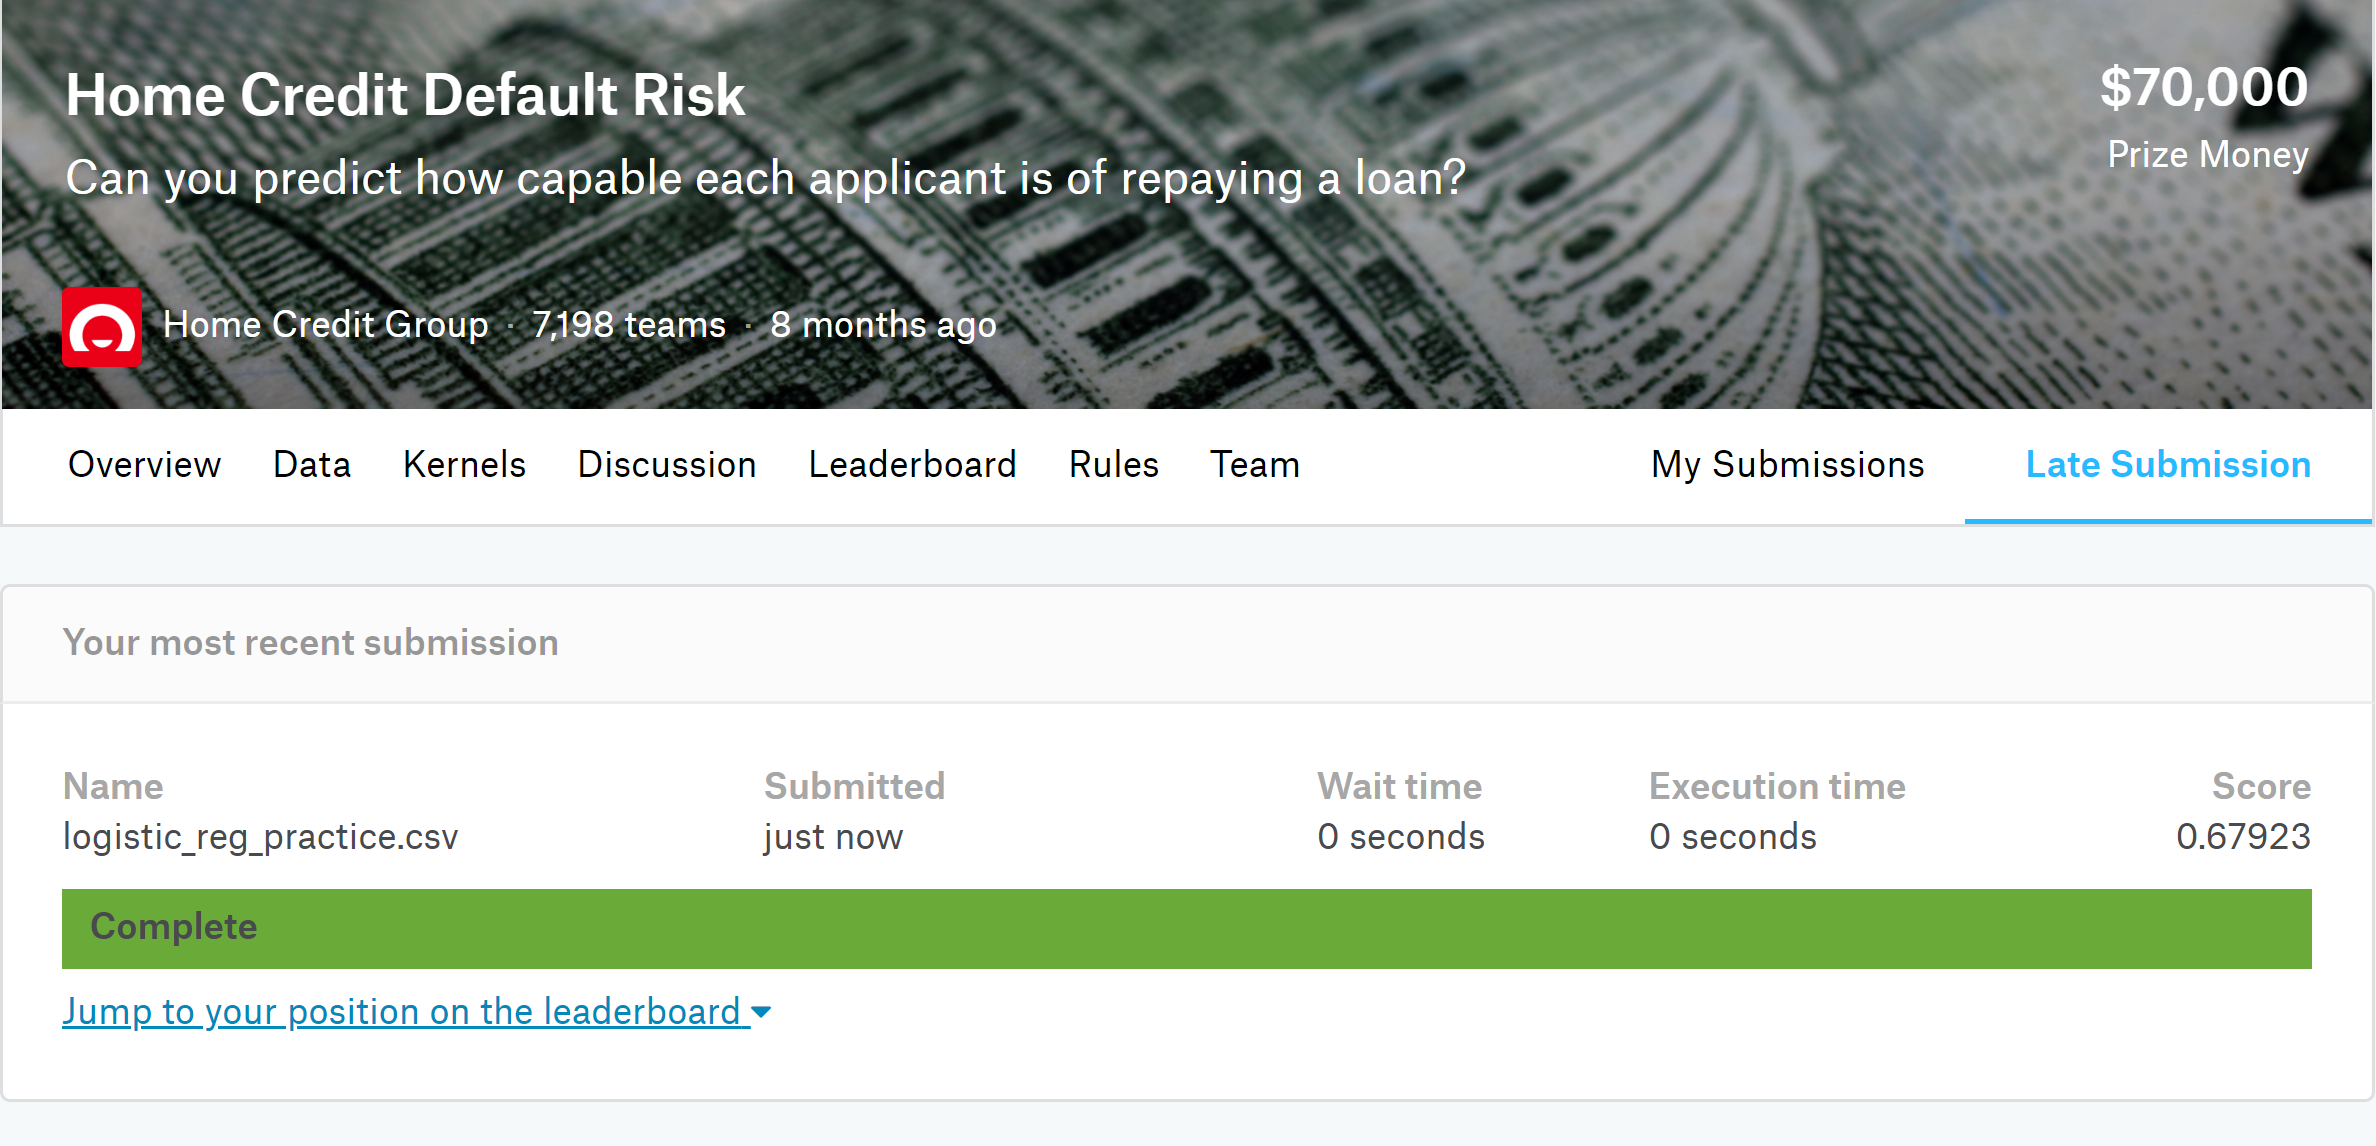 Home Credit Default Risk
$70,000
Can you predict how capable each applicant is of repaying a loan?
Prize Money
Home Credit Group · 7,198 teams · 8 months ago
Overview Data Kernels Discussion Leaderboard Rules Team My Submissions Late Submission
Your most recent submission
Name Submitted Wait time Execution time Score
logistic_reg_practice.csv just now 0 seconds 0 seconds 0.67923
Complete
Jump to your position on the leaderboard